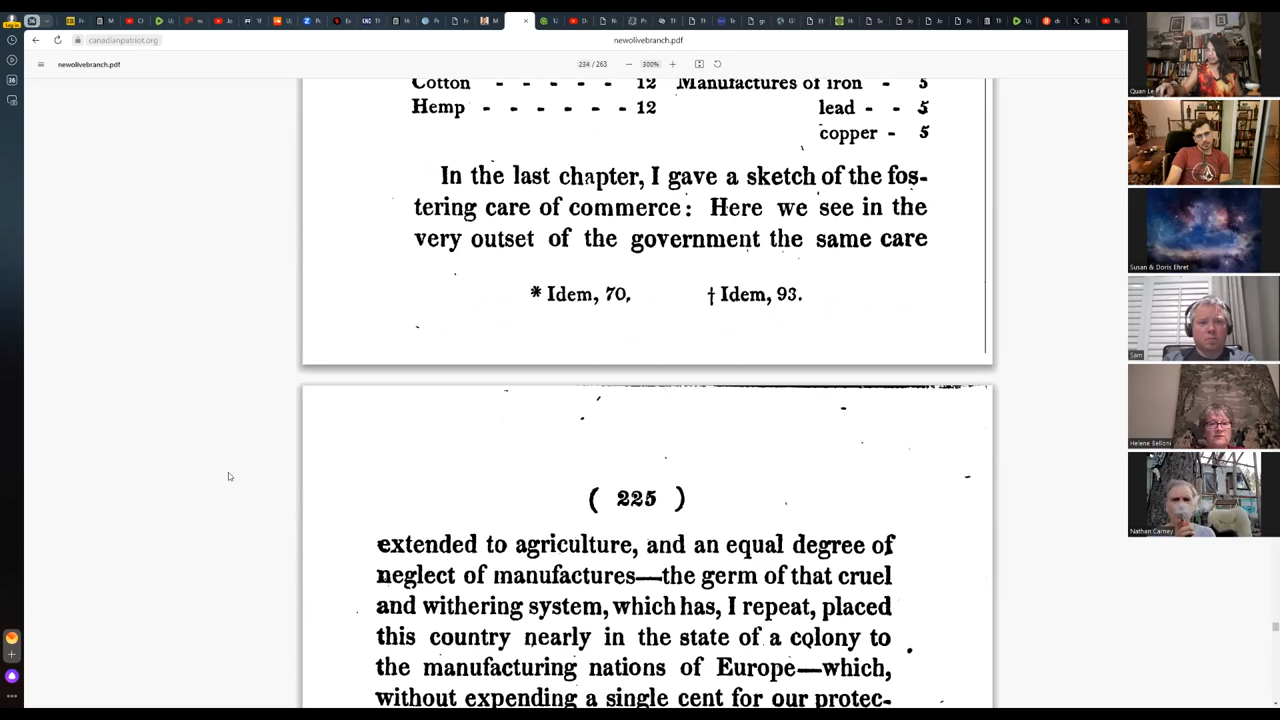 canadianpatriot.org
newolivebranch.pdf
newolivebranch.pdf
234 / 263
300%
Cotton - - - - - 12 Manufactures of iron - 5
Hemp - - - - - - 12 lead - - 5
copper - 5
In the last chapter, I gave a sketch of the fos-
tering care of commerce: Here we see in the
very outset of the government the same care
* Idem, 70. † Idem, 93.
( 225 )
extended to agriculture, and an equal degree of
neglect of manufactures—the germ of that cruel
and withering system, which has, I repeat, placed
this country nearly in the state of a colony to
the manufacturing nations of Europe—which,
without expending a single cent for our protec-
Quan Le
Susan & Doris Ehret
Sam
Helene Belloni
Nathan Carney